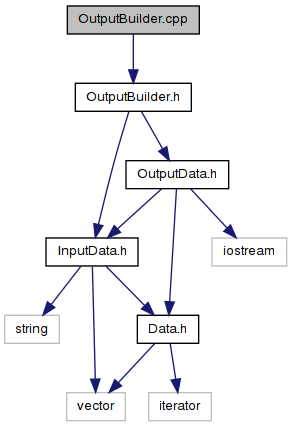 OutputBuilder.cpp
OutputBuilder.h
OutputData.h
InputData.h
iostream
string
Data.h
vector
iterator